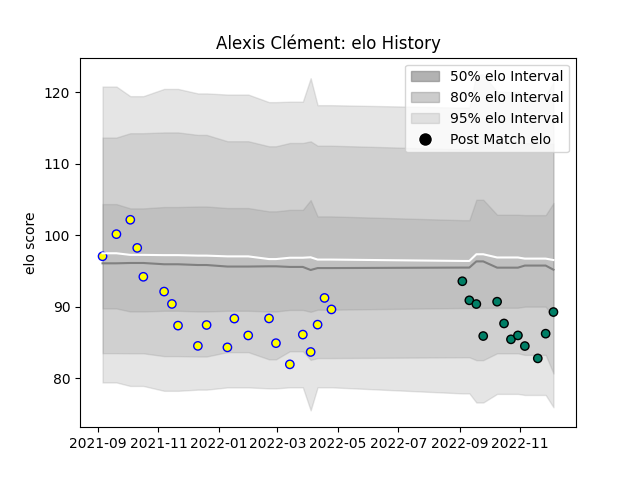 Alexis Clément: elo History
50% elo Interval
80% elo Interval
95% elo Interval
Post Match elo
elo score
120
110
100
90
80
2021-09 2021-11 2022-01 2022-03 2022-05 2022-07 2022-09 2022-11